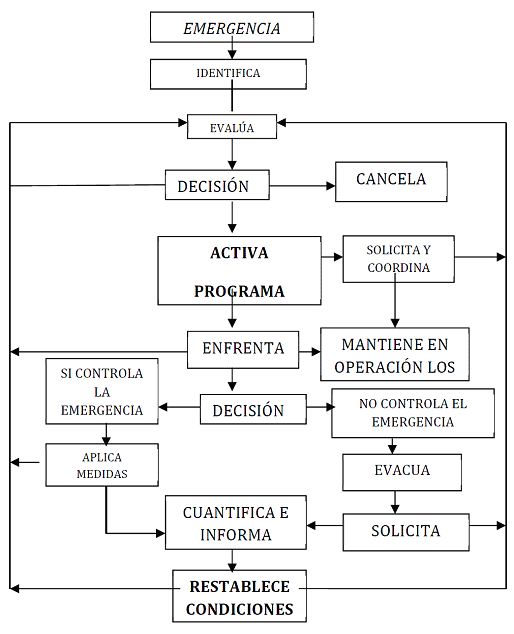 EMERGENCIA
IDENTIFICA
EVALÚA
DECISIÓN
CANCELA
ACTIVA
PROGRAMA
SOLICITA Y
COORDINA
ENFRENTA
MANTIENE EN
OPERACIÓN LOS
SI CONTROLA
LA
EMERGENCIA
DECISIÓN
NO CONTROLA EL
EMERGENCIA
APLICA
MEDIDAS
EVACUA
CUANTIFICA E
INFORMA
SOLICITA
RESTABLECE
CONDICIONES